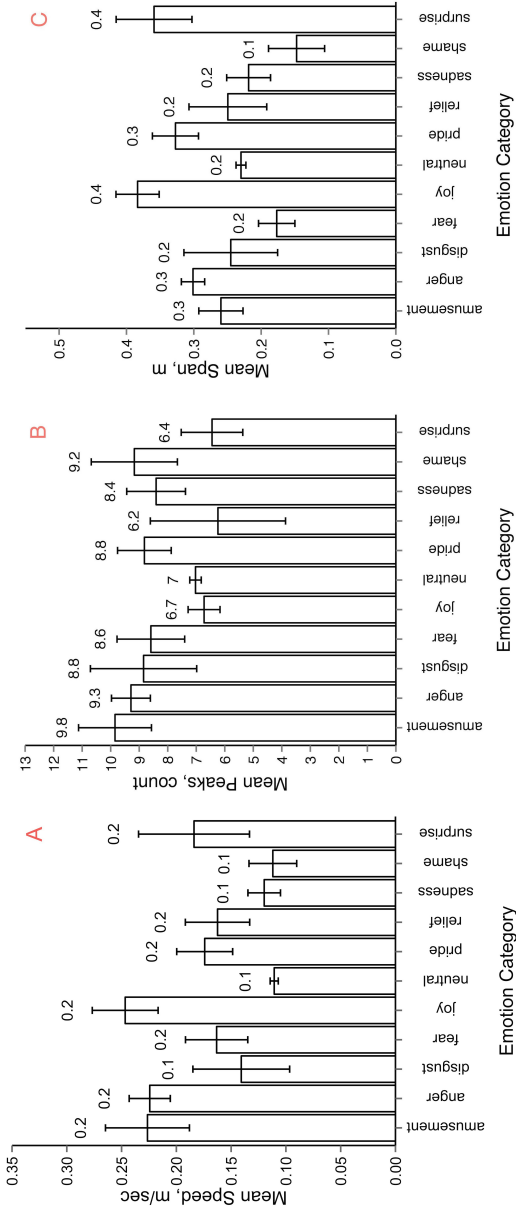 A
Mean Speed, m/sec
0.35
0.30
0.25
0.20
0.15
0.10
0.05
0.00
0.2
0.2
0.1
0.2
0.2
0.1
0.2
0.2
0.1
0.1
0.2
amusement
anger
disgust
fear
joy
neutral
pride
relief
sadness
shame
surprise
Emotion Category
B
Mean Peaks, count
13
12
11
10
9
8
7
6
5
4
3
2
1
0
9.8
9.3
8.8
8.6
6.7
7
8.8
6.2
8.4
9.2
6.4
amusement
anger
disgust
fear
joy
neutral
pride
relief
sadness
shame
surprise
Emotion Category
C
Mean Span, m
0.5
0.4
0.3
0.2
0.1
0.0
0.3
0.3
0.2
0.2
0.4
0.2
0.3
0.2
0.2
0.1
0.4
amusement
anger
disgust
fear
joy
neutral
pride
relief
sadness
shame
surprise
Emotion Category